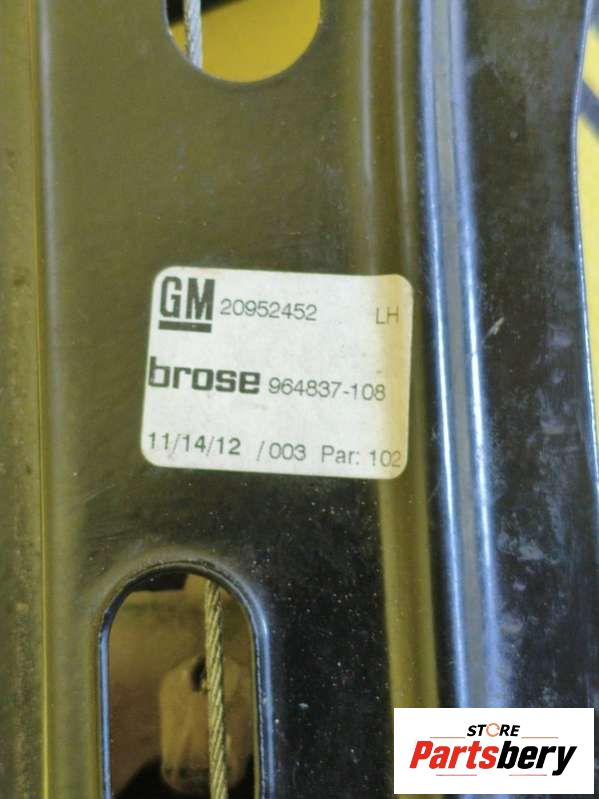 GM 20952452 LH
brose 964837-108
11/14/12 /003 Par: 102
STORE
Partsbery